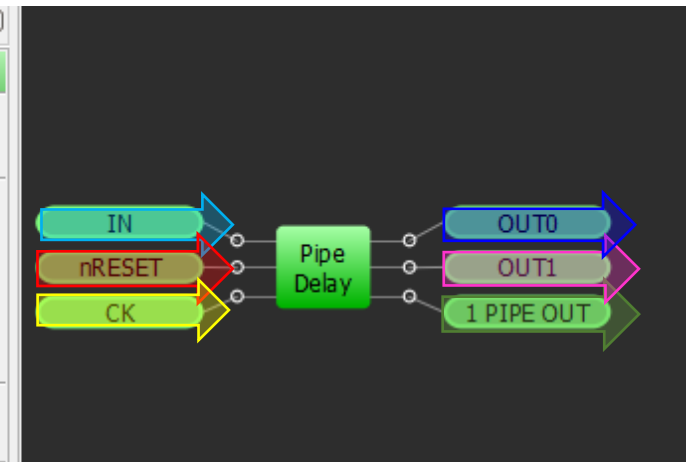 IN
nRESET
CK
Pipe
Delay
OUT0
OUT1
1 PIPE OUT